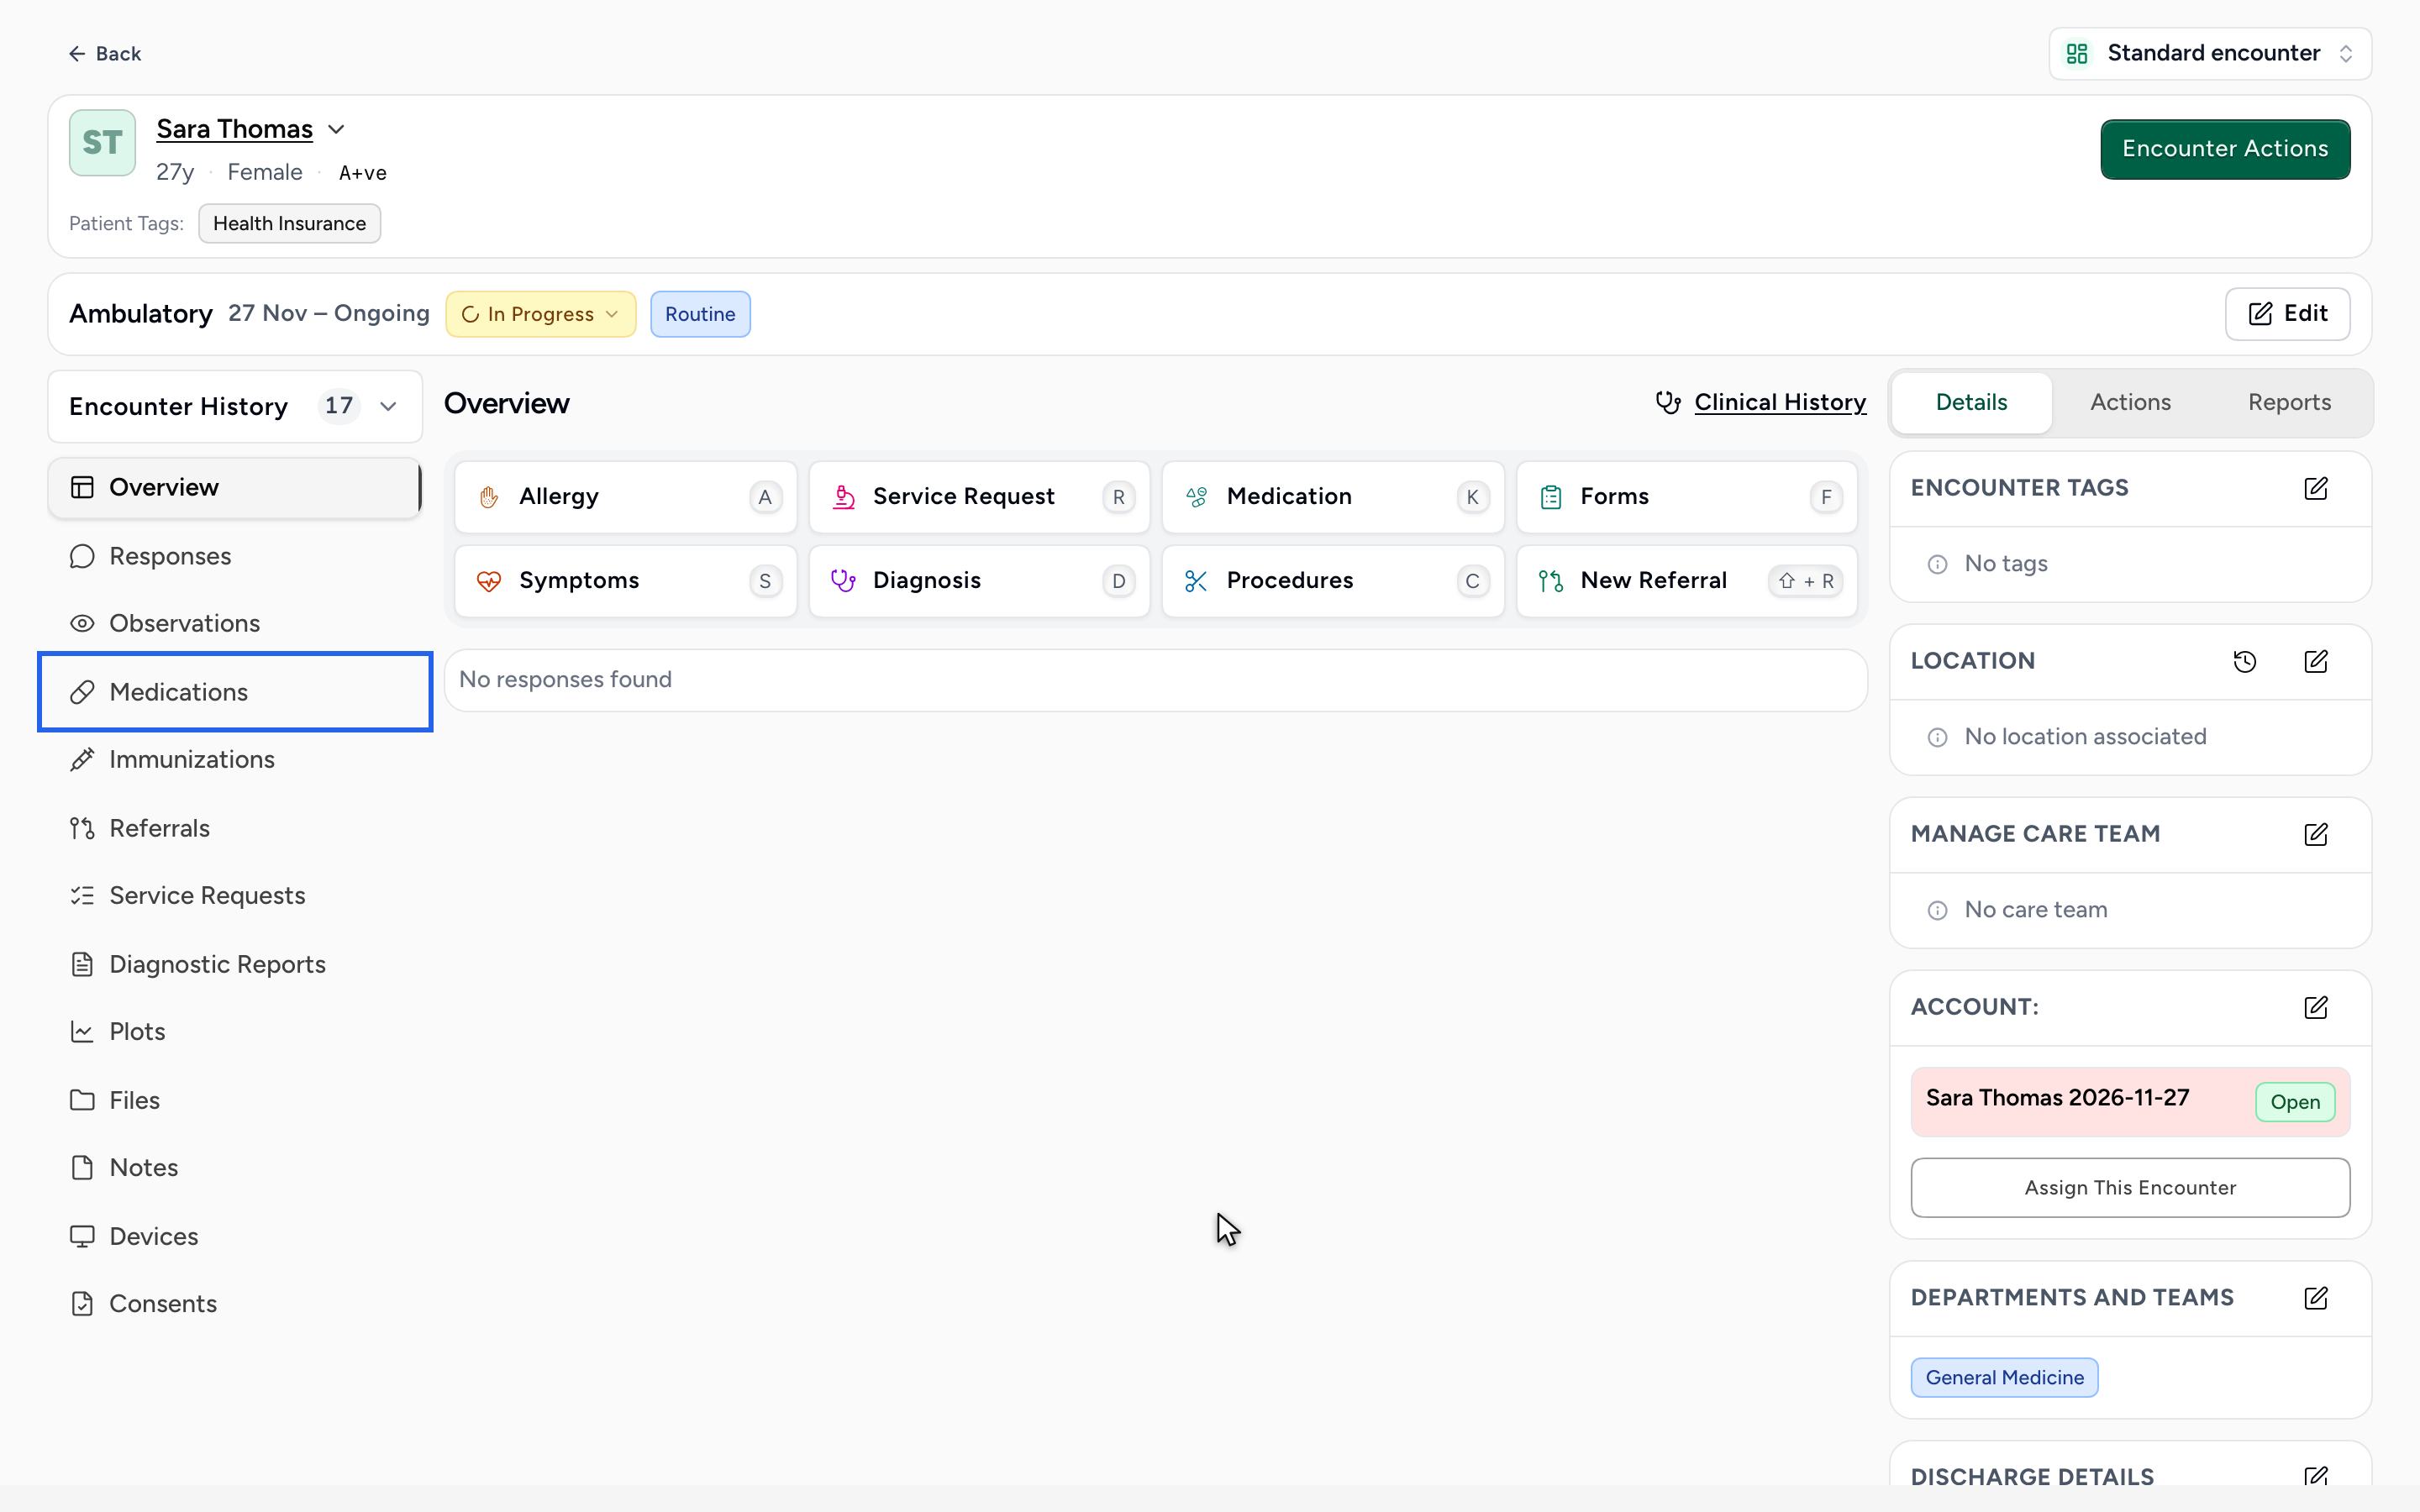 Back
Standard encounter
ST
Sara Thomas
27y · Female · A+ve
Encounter Actions
Patient Tags: Health Insurance
Ambulatory 27 Nov – Ongoing In Progress Routine
Edit
Encounter History 17
Overview
Responses
Observations
Medications
Immunizations
Referrals
Service Requests
Diagnostic Reports
Plots
Files
Notes
Devices
Consents
Overview
Clinical History
Allergy A
Service Request R
Medication K
Forms F
Symptoms S
Diagnosis D
Procedures C
New Referral ⇧ + R
No responses found
Details Actions Reports
ENCOUNTER TAGS
No tags
LOCATION
No location associated
MANAGE CARE TEAM
No care team
ACCOUNT:
Sara Thomas 2026-11-27 Open
Assign This Encounter
DEPARTMENTS AND TEAMS
General Medicine
DISCHARGE DETAILS